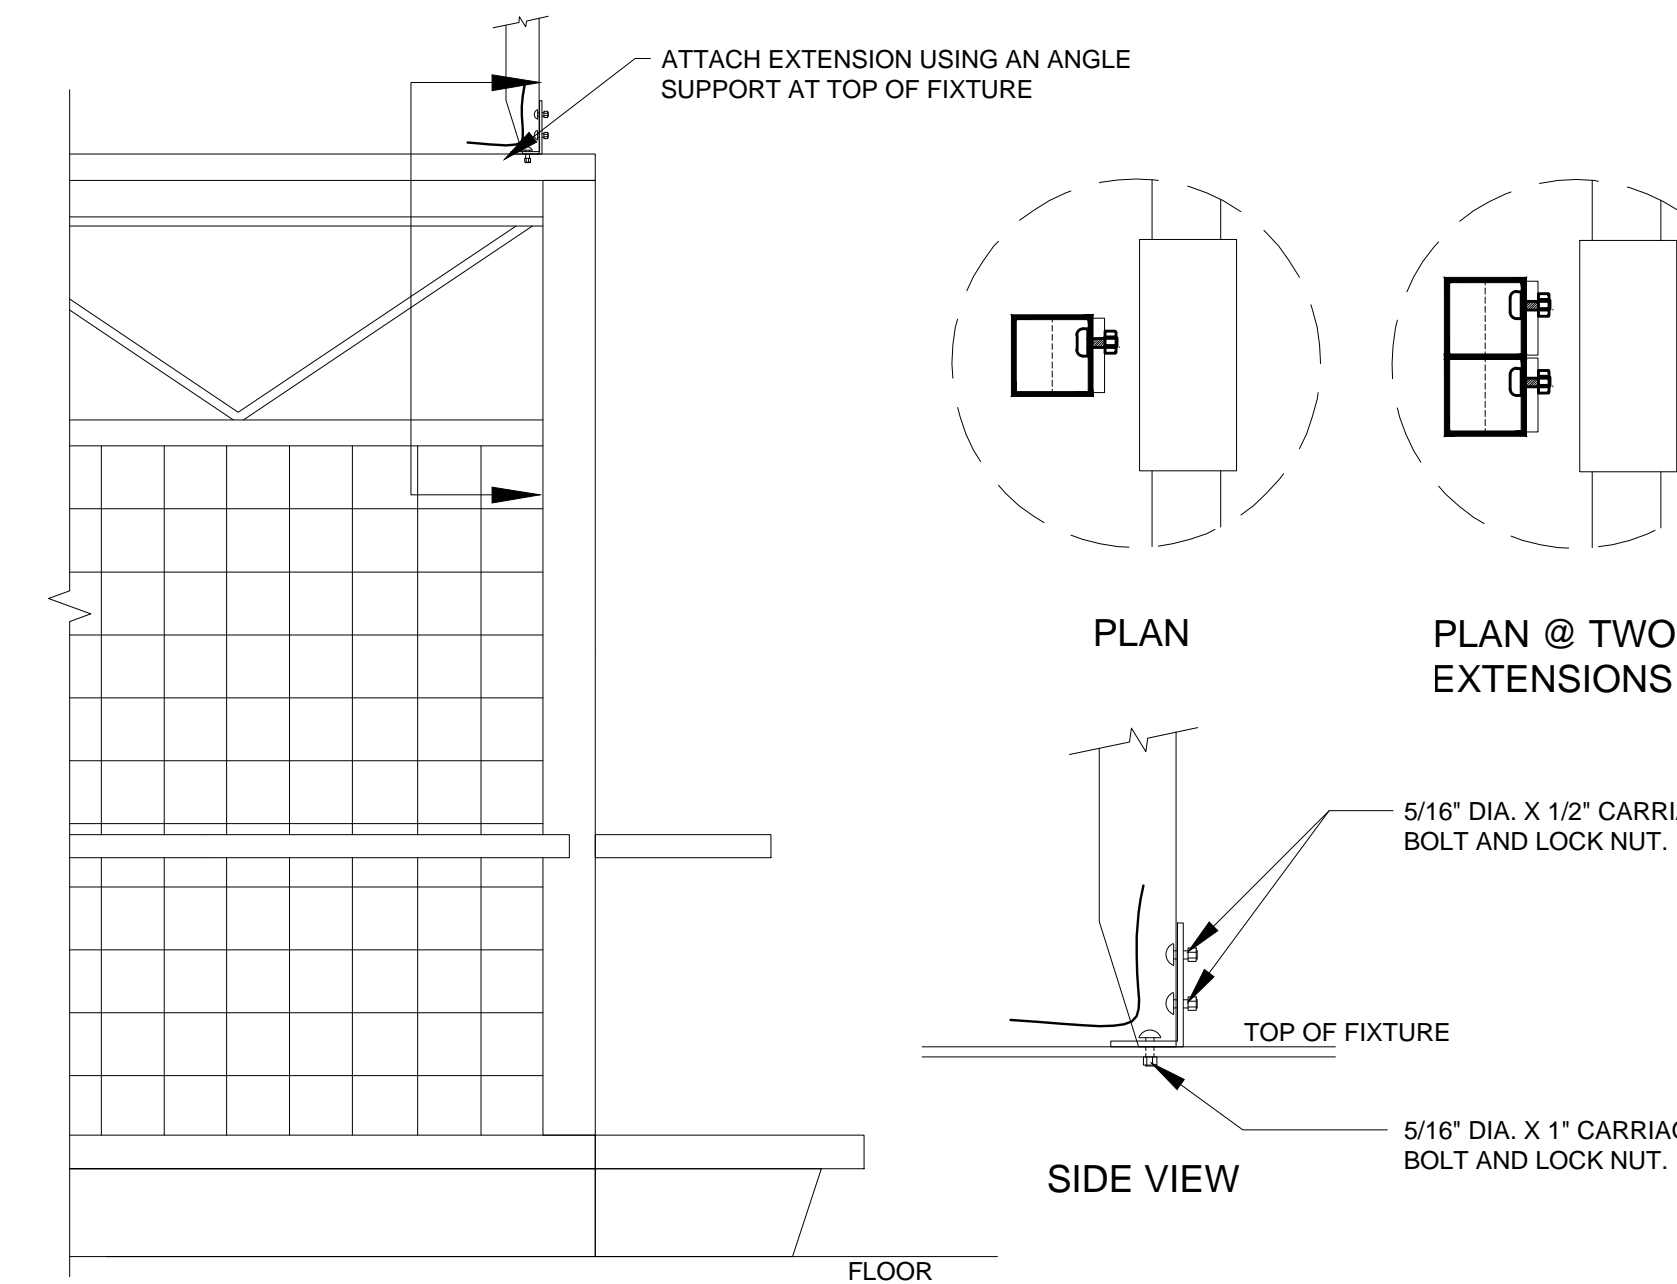 ATTACH EXTENSION USING AN ANGLE
SUPPORT AT TOP OF FIXTURE
PLAN
PLAN @ TWO
EXTENSIONS
5/16" DIA. X 1/2"
BOLT AND LOCK NUT.
TOP OF FIXTURE
5/16" DIA. X 1"
BOLT AND LOCK NUT.
SIDE VIEW
FLOOR